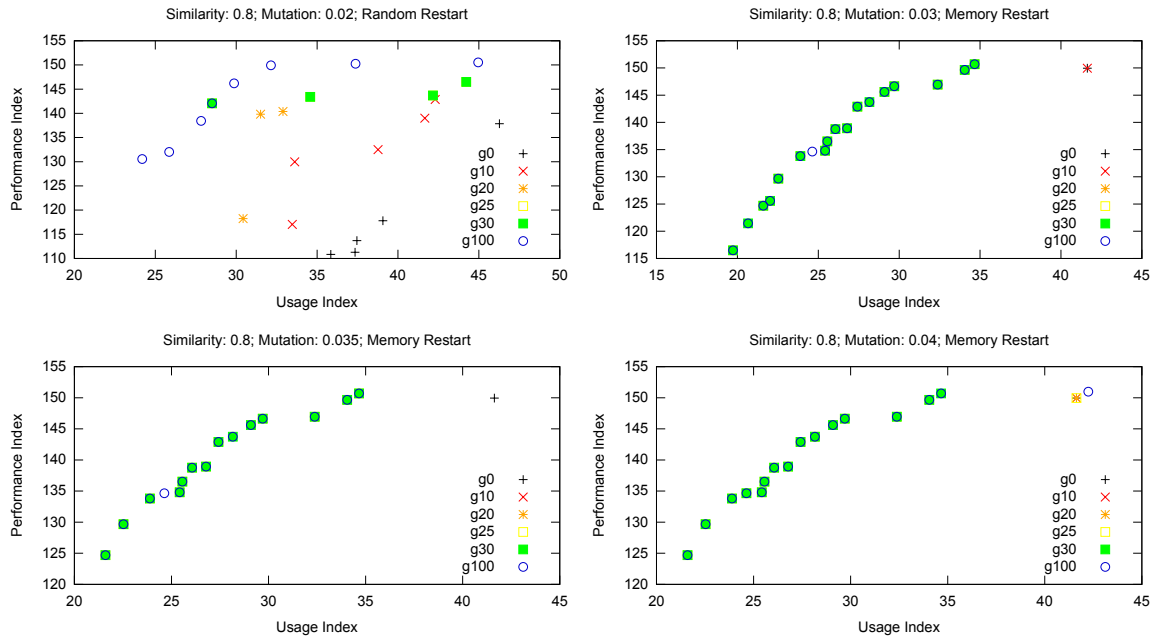 Similarity: 0.8; Mutation: 0.02; Random Restart
155
150
145
140
135
130
125
120
115
110
Performance Index
20 25 30 35 40 45 50
Usage Index
g0
g10
g20
g25
g30
g100
Similarity: 0.8; Mutation: 0.03; Memory Restart
155
150
145
140
135
130
125
120
115
Performance Index
15 20 25 30 35 40 45
Usage Index
g0
g10
g20
g25
g30
g100
Similarity: 0.8; Mutation: 0.035; Memory Restart
155
150
145
140
135
130
125
120
Performance Index
20 25 30 35 40 45
Usage Index
g0
g10
g20
g25
g30
g100
Similarity: 0.8; Mutation: 0.04; Memory Restart
155
150
145
140
135
130
125
120
Performance Index
20 25 30 35 40 45
Usage Index
g0
g10
g20
g25
g30
g100